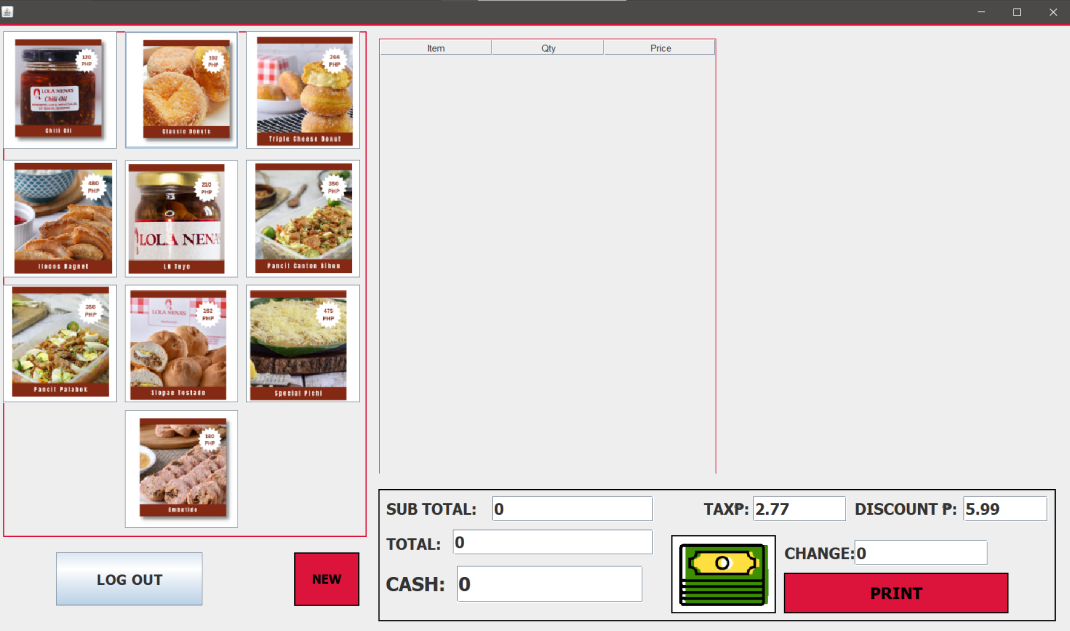 Item Qty Price
120
PHP
LOLA NENA'S
Chili Oil
Chili Oil
192
PHP
Classic Donuts
264
PHP
Triple Cheese Donut
480
PHP
Ilocos Bagnet
210
PHP
LOLA NENA
LN Tuyo
350
PHP
Pancit Canton Bihon
350
PHP
Pancit Palabok
LOLA NENA'S
192
PHP
Siopao Tostado
475
PHP
Special Pichi
180
PHP
Embutido
SUB TOTAL: 0
TAXP: 2.77
DISCOUNT P: 5.99
TOTAL: 0
CHANGE: 0
CASH: 0
PRINT
LOG OUT
NEW